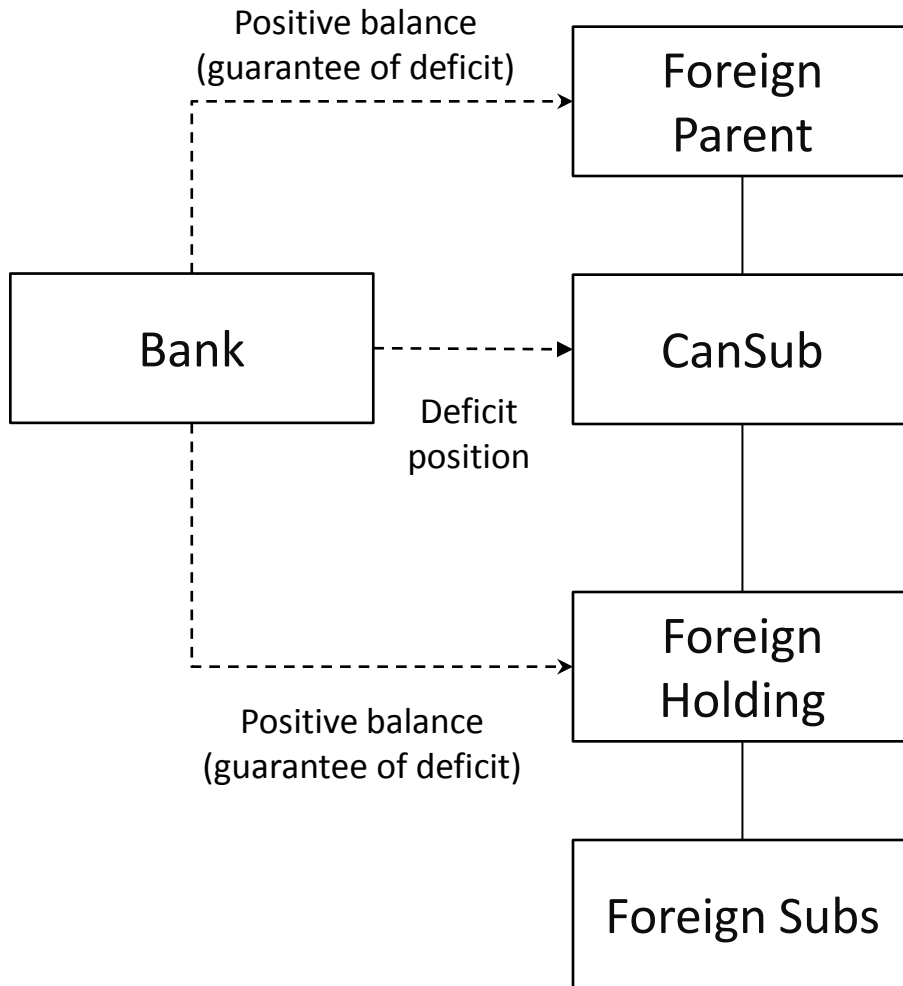 Positive balance
(guarantee of deficit)
Foreign
Parent
Bank
CanSub
Deficit
position
Foreign
Holding
Positive balance
(guarantee of deficit)
Foreign Subs